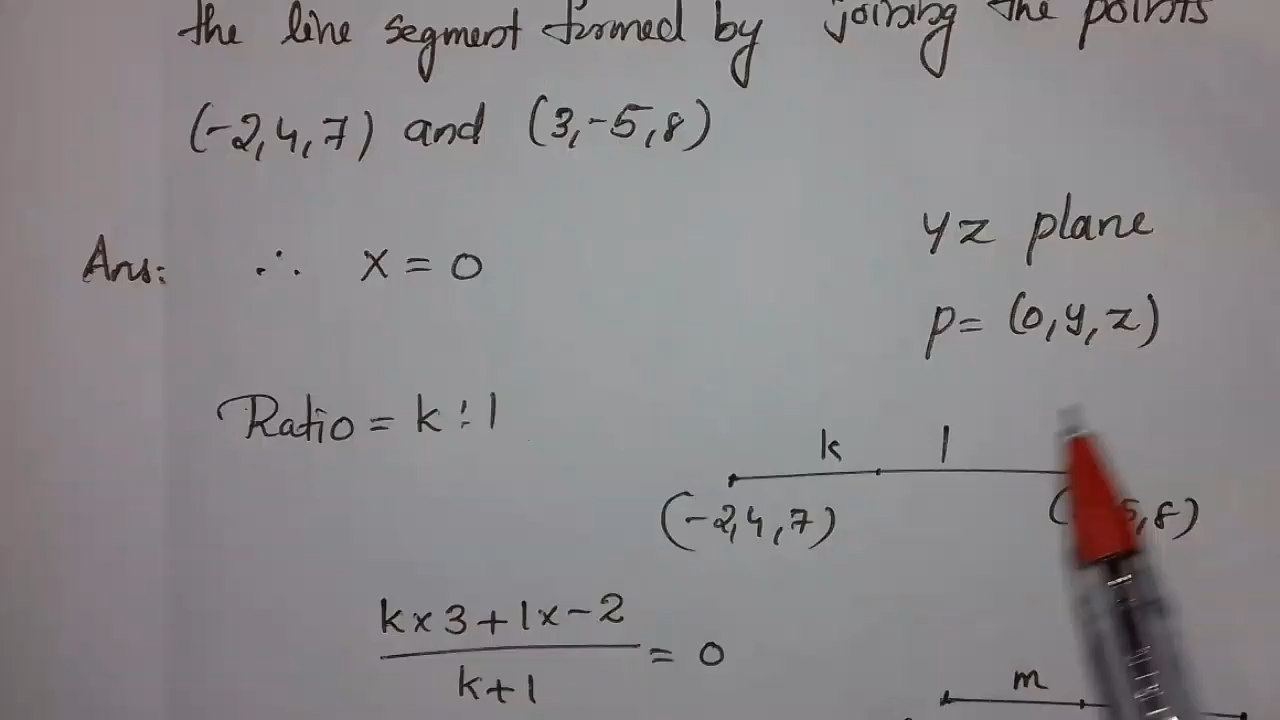 the line segment formed by joining the points
(-2,4,7) and (3,-5,8)
yz plane
Ans: ∴ x = 0
P= (0,y,z)
Ratio = k : 1
k 1
(-2,4,7) ( 5,8)
k×3+1×-2
= 0
k+1
m